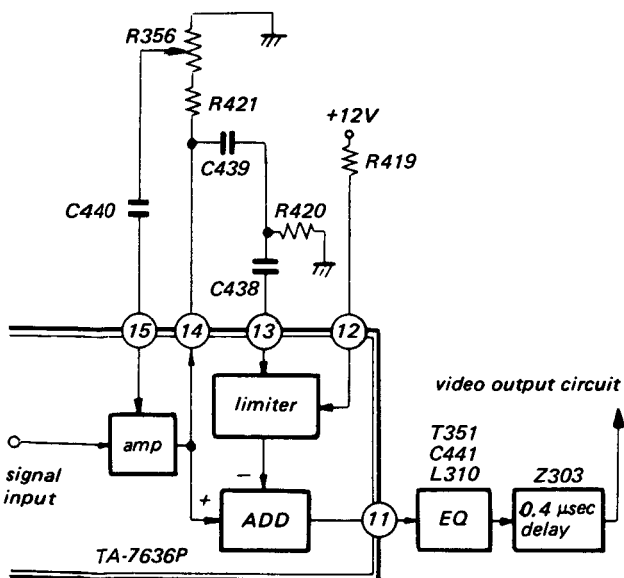 R356
R421
+12V
C439
R419
C440
R420
C438
15
14
13
12
limiter
video output circuit
amp
T351
C441
L310
Z303
signal
input
−
+
ADD
11
EQ
0.4 μsec
delay
TA-7636P